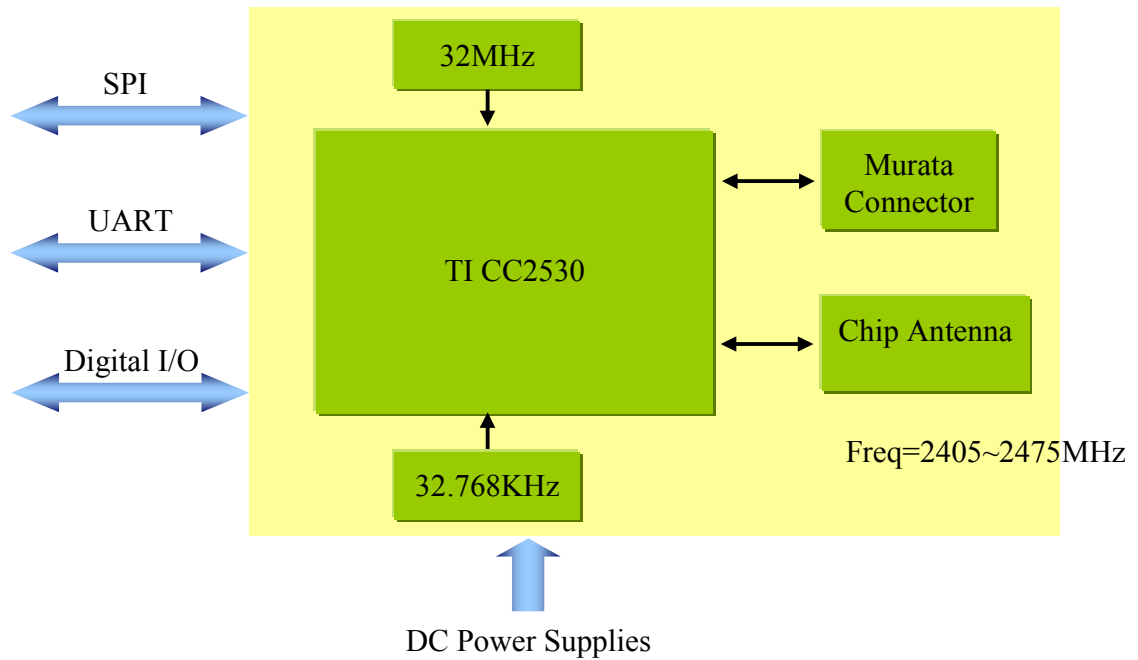 32MHz
SPI
Murata
Connector
UART
TI CC2530
Chip Antenna
Digital I/O
Freq=2405~2475MHz
32.768KHz
DC Power Supplies